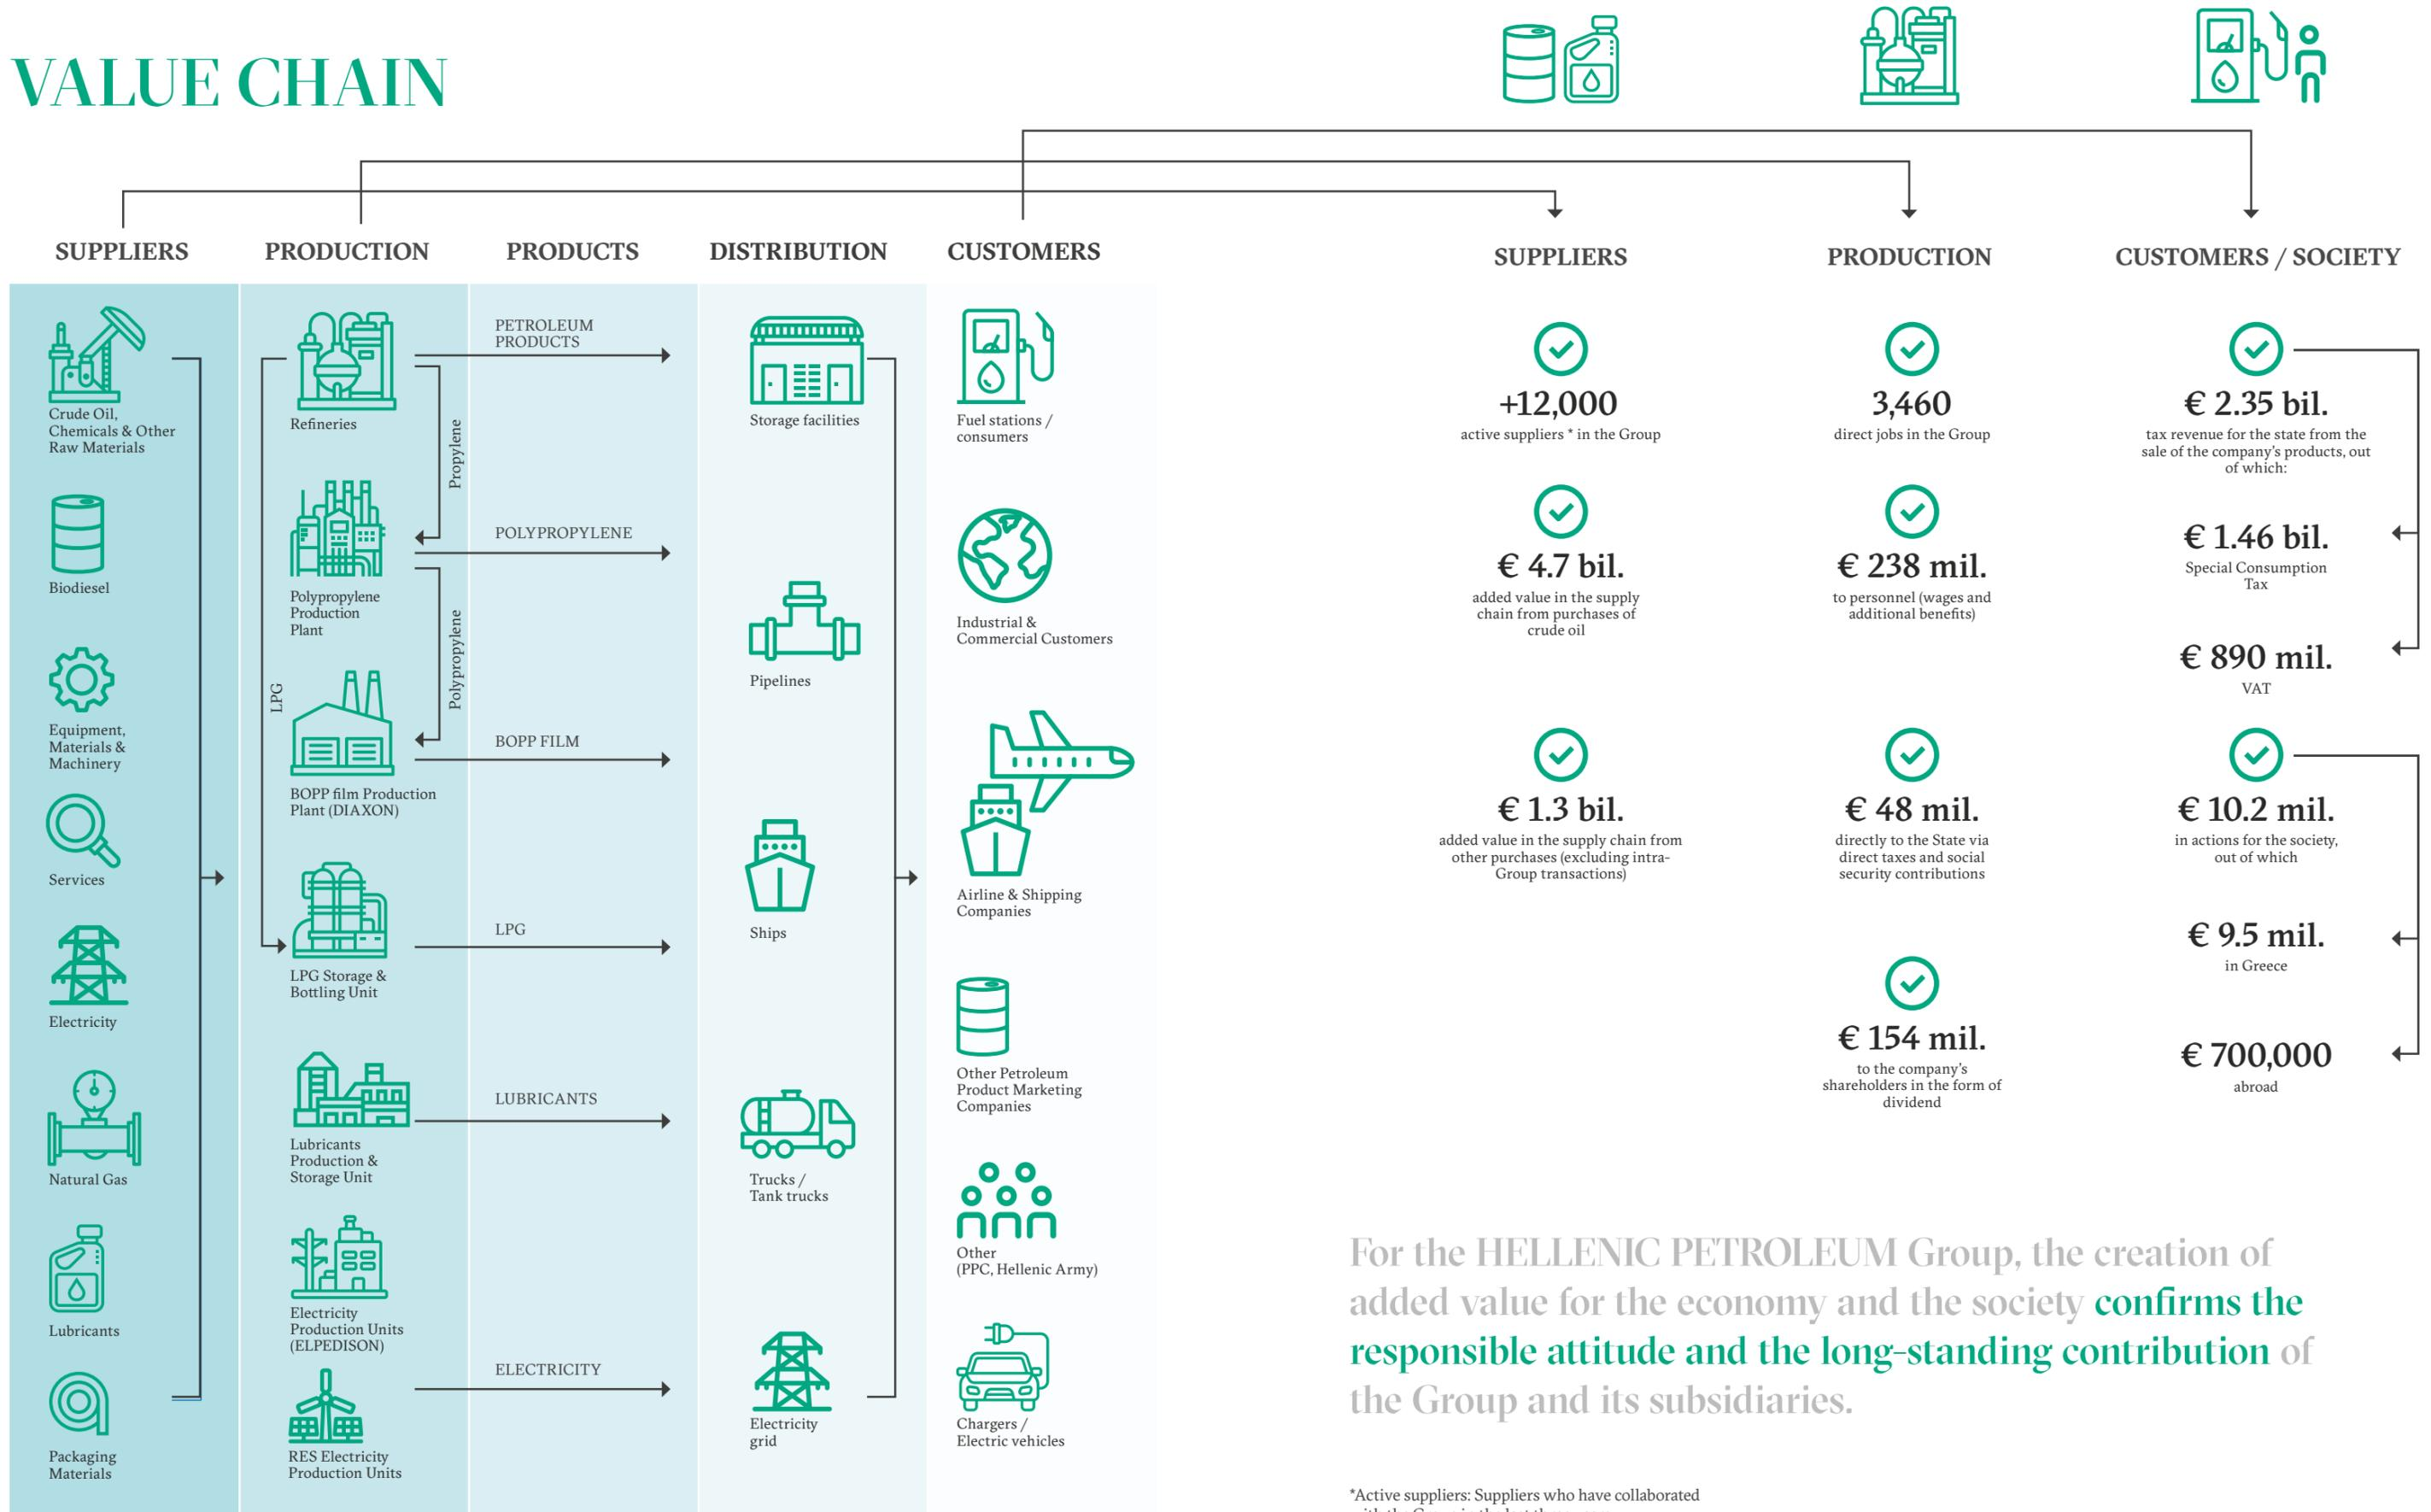 VALUE CHAIN
SUPPLIERS
PRODUCTION
PRODUCTS
DISTRIBUTION
CUSTOMERS
Crude Oil,
Chemicals & Other
Raw Materials
Biodiesel
Equipment,
Materials &
Machinery
Services
Electricity
Natural Gas
Lubricants
Packaging
Materials
Refineries
Propylene
Polypropylene
Production
Plant
Polypropylene
LPG
BOPP film Production
Plant (DIAXON)
LPG Storage &
Bottling Unit
Lubricants
Production &
Storage Unit
Electricity
Production Units
(ELPEDISON)
RES Electricity
Production Units
PETROLEUM
PRODUCTS
POLYPROPYLENE
BOPP FILM
LPG
LUBRICANTS
ELECTRICITY
Storage facilities
Pipelines
Ships
Trucks /
Tank trucks
Electricity
grid
Fuel stations /
consumers
Industrial &
Commercial Customers
Airline & Shipping
Companies
Other Petroleum
Product Marketing
Companies
Other
(PPC, Hellenic Army)
Chargers /
Electric vehicles
SUPPLIERS
+12,000
active suppliers * in the Group
€ 4.7 bil.
added value in the supply
chain from purchases of
crude oil
€ 1.3 bil.
added value in the supply chain from
other purchases (excluding intra-
Group transactions)
PRODUCTION
3,460
direct jobs in the Group
€ 238 mil.
to personnel (wages and
additional benefits)
€ 48 mil.
directly to the State via
direct taxes and social
security contributions
€ 154 mil.
to the company's
shareholders in the form of
dividend
CUSTOMERS / SOCIETY
€ 2.35 bil.
tax revenue for the state from the
sale of the company's products, out
of which:
€ 1.46 bil.
Special Consumption
Tax
€ 890 mil.
VAT
€ 10.2 mil.
in actions for the society,
out of which
€ 9.5 mil.
in Greece
€ 700,000
abroad
For the HELLENIC PETROLEUM Group, the creation of
added value for the economy and the society confirms the
responsible attitude and the long-standing contribution of
the Group and its subsidiaries.
*Active suppliers: Suppliers who have collaborated